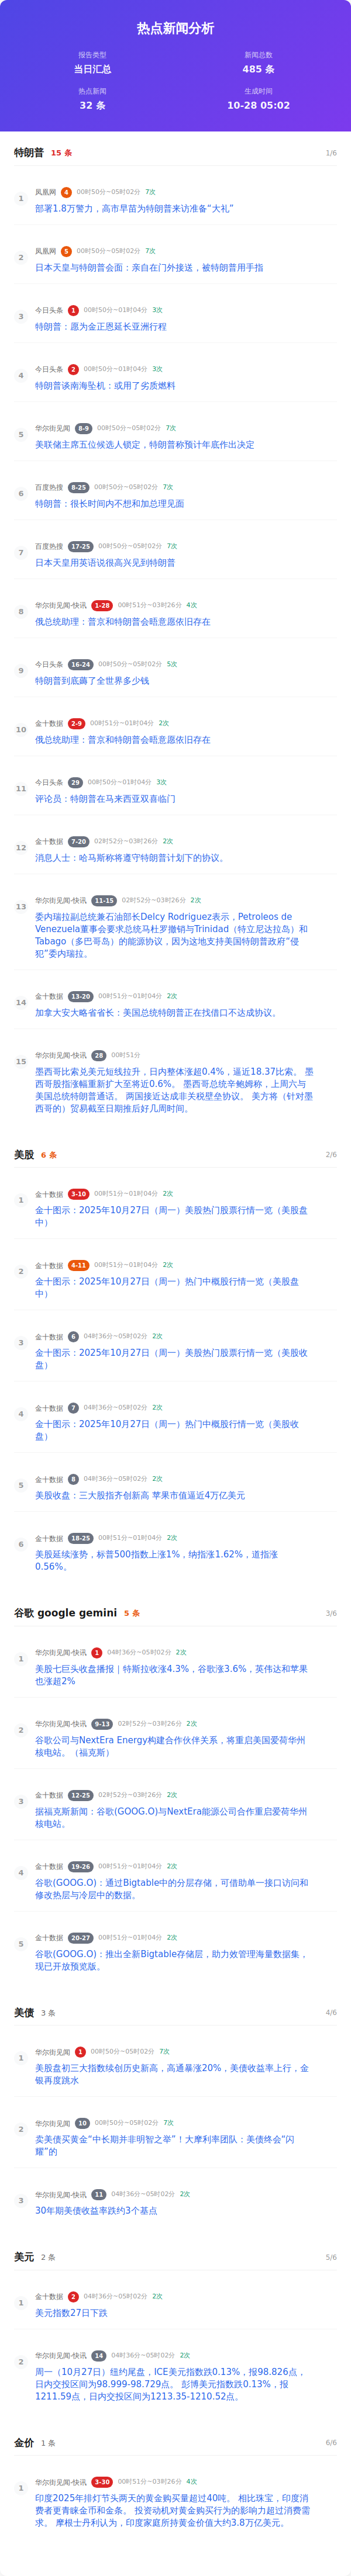 热点新闻分析
报告类型
新闻总数
当日汇总
485 条
热点新闻
生成时间
32 条
10-28 05:02
特朗普 15 条 1/6
1 凤凰网 4 00时50分~05时02分 7次
部署1.8万警力，高市早苗为特朗普来访准备“大礼”
2 凤凰网 5 00时50分~05时02分 7次
日本天皇与特朗普会面：亲自在门外接送，被特朗普用手指
3 今日头条 1 00时50分~01时04分 3次
特朗普：愿为金正恩延长亚洲行程
4 今日头条 2 00时50分~01时04分 3次
特朗普谈南海坠机：或用了劣质燃料
5 华尔街见闻 8-9 00时50分~05时02分 7次
美联储主席五位候选人锁定，特朗普称预计年底作出决定
6 百度热搜 8-25 00时50分~05时02分 7次
特朗普：很长时间内不想和加总理见面
7 百度热搜 17-25 00时50分~05时02分 7次
日本天皇用英语说很高兴见到特朗普
8 华尔街见闻-快讯 1-28 00时51分~03时26分 4次
俄总统助理：普京和特朗普会晤意愿依旧存在
9 今日头条 16-24 00时50分~05时02分 5次
特朗普到底薅了全世界多少钱
10 金十数据 2-9 00时51分~01时04分 2次
俄总统助理：普京和特朗普会晤意愿依旧存在
11 今日头条 29 00时50分~01时04分 3次
评论员：特朗普在马来西亚双喜临门
12 金十数据 7-20 02时52分~03时26分 2次
消息人士：哈马斯称将遵守特朗普计划下的协议。
13 华尔街见闻-快讯 11-15 02时52分~03时26分 2次
委内瑞拉副总统兼石油部长Delcy Rodriguez表示，Petroleos de
Venezuela董事会要求总统马杜罗撤销与Trinidad（特立尼达拉岛）和
Tabago（多巴哥岛）的能源协议，因为这地支持美国特朗普政府“侵
犯”委内瑞拉。
14 金十数据 13-20 00时51分~01时04分 2次
加拿大安大略省省长：美国总统特朗普正在找借口不达成协议。
15 华尔街见闻-快讯 28 00时51分
墨西哥比索兑美元短线拉升，日内整体涨超0.4%，逼近18.37比索。 墨
西哥股指涨幅重新扩大至将近0.6%。 墨西哥总统辛鲍姆称，上周六与
美国总统特朗普通话。 两国接近达成非关税壁垒协议。 美方将（针对墨
西哥的）贸易截至日期推后好几周时间。
美股 6 条 2/6
1 金十数据 3-10 00时51分~01时04分 2次
金十图示：2025年10月27日（周一）美股热门股票行情一览（美股盘
中）
2 金十数据 4-11 00时51分~01时04分 2次
金十图示：2025年10月27日（周一）热门中概股行情一览（美股盘
中）
3 金十数据 6 04时36分~05时02分 2次
金十图示：2025年10月27日（周一）美股热门股票行情一览（美股收
盘）
4 金十数据 7 04时36分~05时02分 2次
金十图示：2025年10月27日（周一）热门中概股行情一览（美股收
盘）
5 金十数据 8 04时36分~05时02分 2次
美股收盘：三大股指齐创新高 苹果市值逼近4万亿美元
6 金十数据 18-25 00时51分~01时04分 2次
美股延续涨势，标普500指数上涨1%，纳指涨1.62%，道指涨
0.56%。
谷歌 google gemini 5 条 3/6
1 华尔街见闻-快讯 1 04时36分~05时02分 2次
美股七巨头收盘播报｜特斯拉收涨4.3%，谷歌涨3.6%，英伟达和苹果
也涨超2%
2 华尔街见闻-快讯 9-13 02时52分~03时26分 2次
谷歌公司与NextEra Energy构建合作伙伴关系，将重启美国爱荷华州
核电站。（福克斯）
3 金十数据 12-25 02时52分~03时26分 2次
据福克斯新闻：谷歌(GOOG.O)与NextEra能源公司合作重启爱荷华州
核电站。
4 金十数据 19-26 00时51分~01时04分 2次
谷歌(GOOG.O)：通过Bigtable中的分层存储，可借助单一接口访问和
修改热层与冷层中的数据。
5 金十数据 20-27 00时51分~01时04分 2次
谷歌(GOOG.O)：推出全新Bigtable存储层，助力效管理海量数据集，
现已开放预览版。
美债 3 条 4/6
1 华尔街见闻 1 00时50分~05时02分 7次
美股盘初三大指数续创历史新高，高通暴涨20%，美债收益率上行，金
银再度跳水
2 华尔街见闻 10 00时50分~05时02分 7次
卖美债买黄金“中长期并非明智之举”！大摩利率团队：美债终会“闪
耀”的
3 华尔街见闻-快讯 11 04时36分~05时02分 2次
30年期美债收益率跌约3个基点
美元 2 条 5/6
1 金十数据 2 04时36分~05时02分 2次
美元指数27日下跌
2 华尔街见闻-快讯 14 04时36分~05时02分 2次
周一（10月27日）纽约尾盘，ICE美元指数跌0.13%，报98.826点，
日内交投区间为98.999-98.729点。 彭博美元指数跌0.13%，报
1211.59点，日内交投区间为1213.35-1210.52点。
金价 1 条 6/6
1 华尔街见闻-快讯 3-30 00时51分~03时26分 4次
印度2025年排灯节头两天的黄金购买量超过40吨。 相比珠宝，印度消
费者更青睐金币和金条。 投资动机对黄金购买行为的影响力超过消费需
求。 摩根士丹利认为，印度家庭所持黄金价值大约3.8万亿美元。